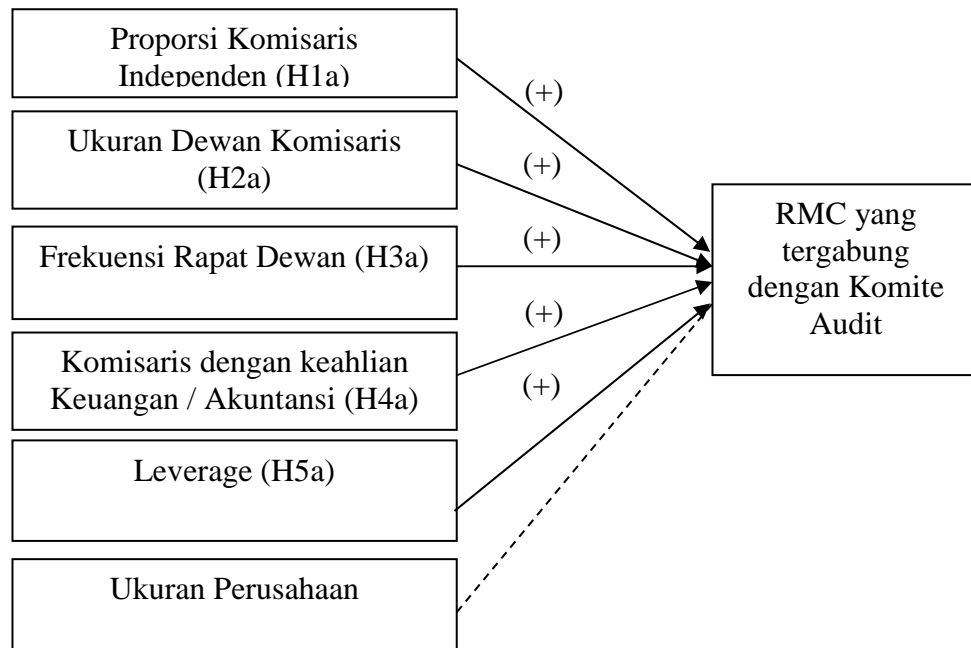 Proporsi Komisaris
Independen (H1a)
(+)
Ukuran Dewan Komisaris
(H2a)
(+)
Frekuensi Rapat Dewan (H3a)
(+)
Komisaris dengan keahlian
Keuangan / Akuntansi (H4a)
(+)
Leverage (H5a)
(+)
Ukuran Perusahaan
RMC yang
tergabung
dengan Komite
Audit